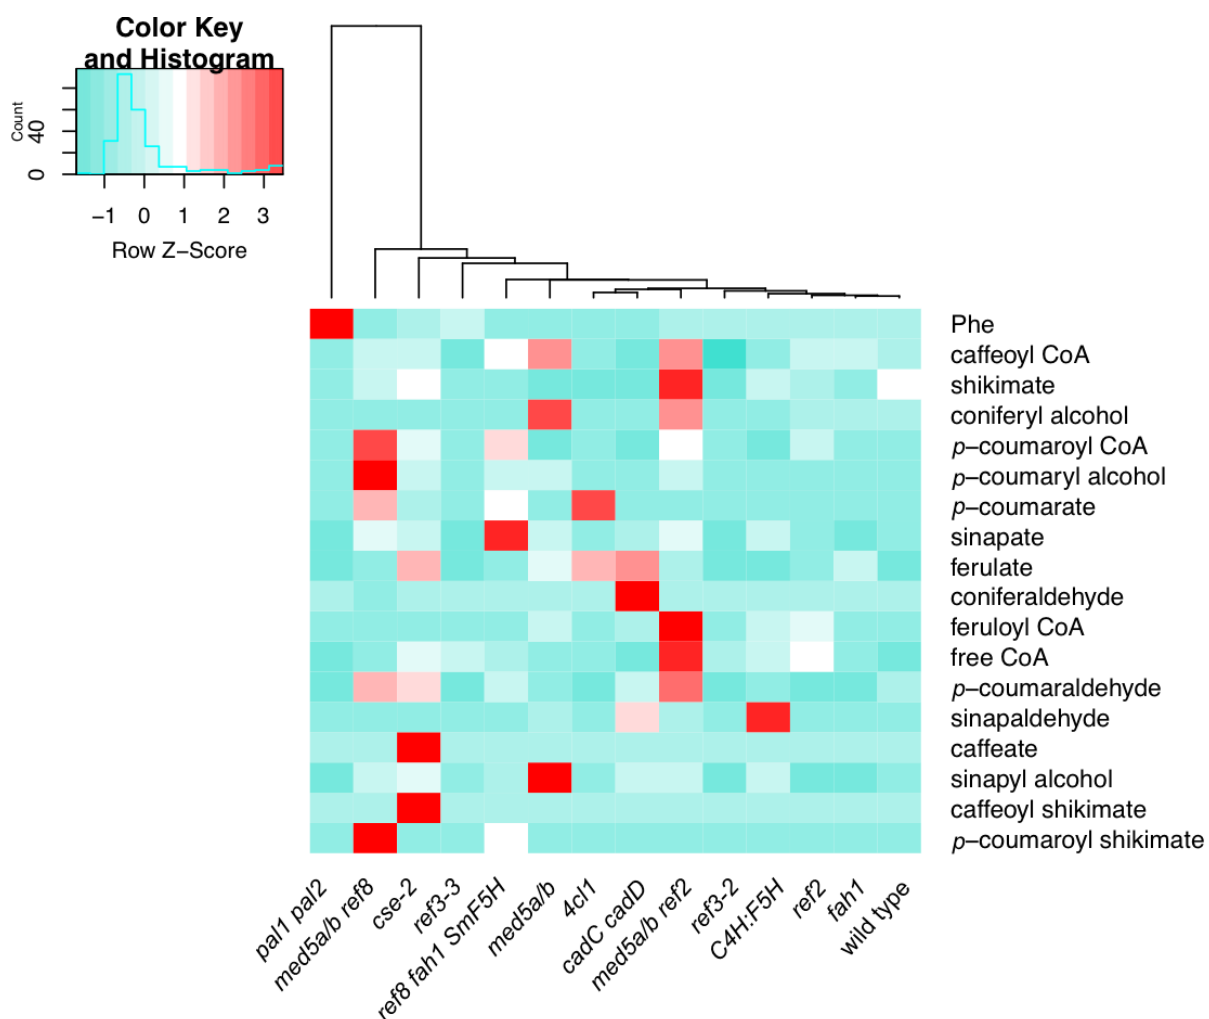 Color Key
and Histogram
Count
0 40
−1 0 1 2 3
Row Z−Score
Phe
caffeoyl CoA
shikimate
coniferyl alcohol
p−coumaroyl CoA
p−coumaryl alcohol
p−coumarate
sinapate
ferulate
coniferaldehyde
feruloyl CoA
free CoA
p−coumaraldehyde
sinapaldehyde
caffeate
sinapyl alcohol
caffeoyl shikimate
p−coumaroyl shikimate
pal1 pal2
med5a/b ref8
cse-2
ref3-3
ref8 fah1 SmF5H
med5a/b
4cl1
cadC cadD
med5a/b ref2
ref3-2
C4H:F5H
ref2
fah1
wild type